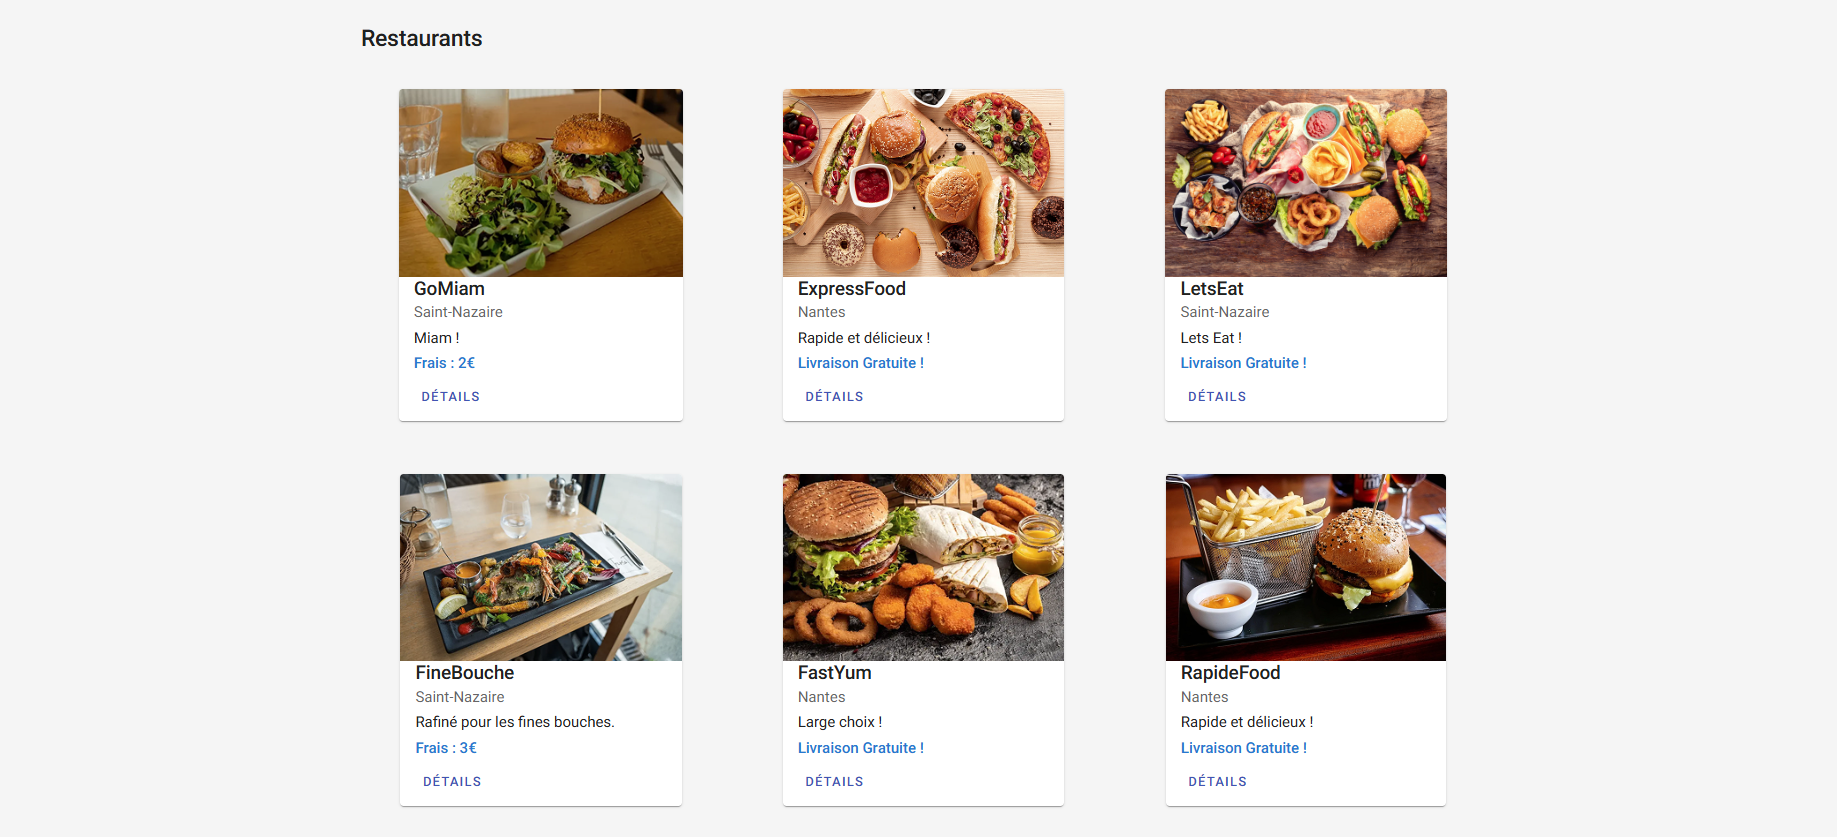 Restaurants
GoMiam
Saint-Nazaire
Miam !
Frais : 2€
DÉTAILS
ExpressFood
Nantes
Rapide et délicieux !
Livraison Gratuite !
DÉTAILS
LetsEat
Saint-Nazaire
Lets Eat !
Livraison Gratuite !
DÉTAILS
FineBouche
Saint-Nazaire
Rafiné pour les fines bouches.
Frais : 3€
DÉTAILS
FastYum
Nantes
Large choix !
Livraison Gratuite !
DÉTAILS
RapideFood
Nantes
Rapide et délicieux !
Livraison Gratuite !
DÉTAILS